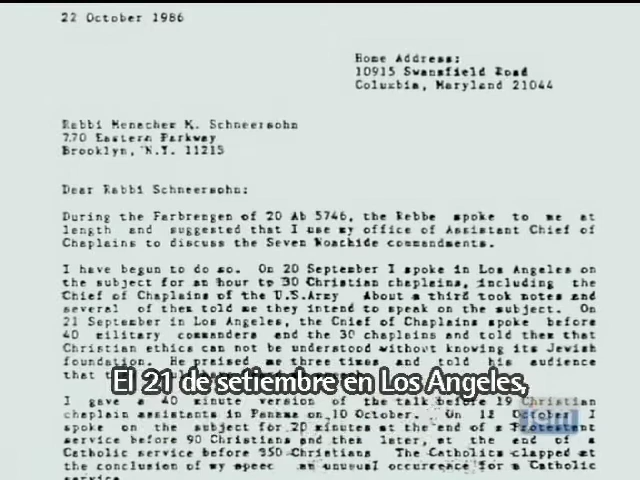 22 October 1986
Home Address:
10915 Swansfield Road
Columbia, Maryland 21044
Rabbi Menachem M. Schneersohn
770 Eastern Parkway
Brooklyn, N.Y. 11215
Dear Rabbi Schneersohn:
During the Farbrengen of 20 Ab 5746, the Rebbe spoke to me at
length and suggested that I use my office of Assistant Chief of
Chaplains to discuss the Seven Noachide commandments.
I have begun to do so. On 20 September I spoke in Los Angeles on
the subject for an hour to 30 Christian chaplains, including the
Chief of Chaplains of the U.S.Army About a third took notes and
several of them told me they intend to speak on the subject. On
21 September in Los Angeles, the Chief of Chaplains spoke before
40 military commanders and the 30 chaplains and told them that
Christian ethics can not be understood without knowing its Jewish
foundation. He praised me three times and told his audience
that
El 21 de setiembre en Los Angeles,
I gave a 40 minute version of the talk before 19 Christian
chaplain assistants in Panama on 10 October. On 12 October I
spoke on the subject for 20 minutes at the end of a Protestant
service before 90 Christians and then later, at the end of a
Catholic service before 350 Christians The Catholics clapped at
the conclusion of my speec an unusual occurrence for a Catholic
service